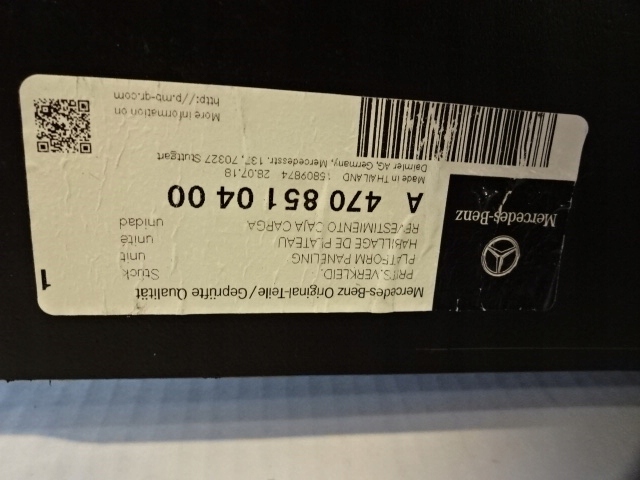 Mercedes-Benz
Mercedes-Benz Original-Teile/Geprüfte Qualität
PRITS.VERKLEID. Stück
PLATFORM PANELING unit
HABILLAGE DE PLATEAU unité
REVESTIMIENTO CAJA CARGA unidad
1
A 470 851 04 00
Made in THAILAND 15809874 28.07.18
Daimler AG, Germany, Mercedesstr. 137, 70327 Stuttgart
More information on
http://p.mb-qr.com